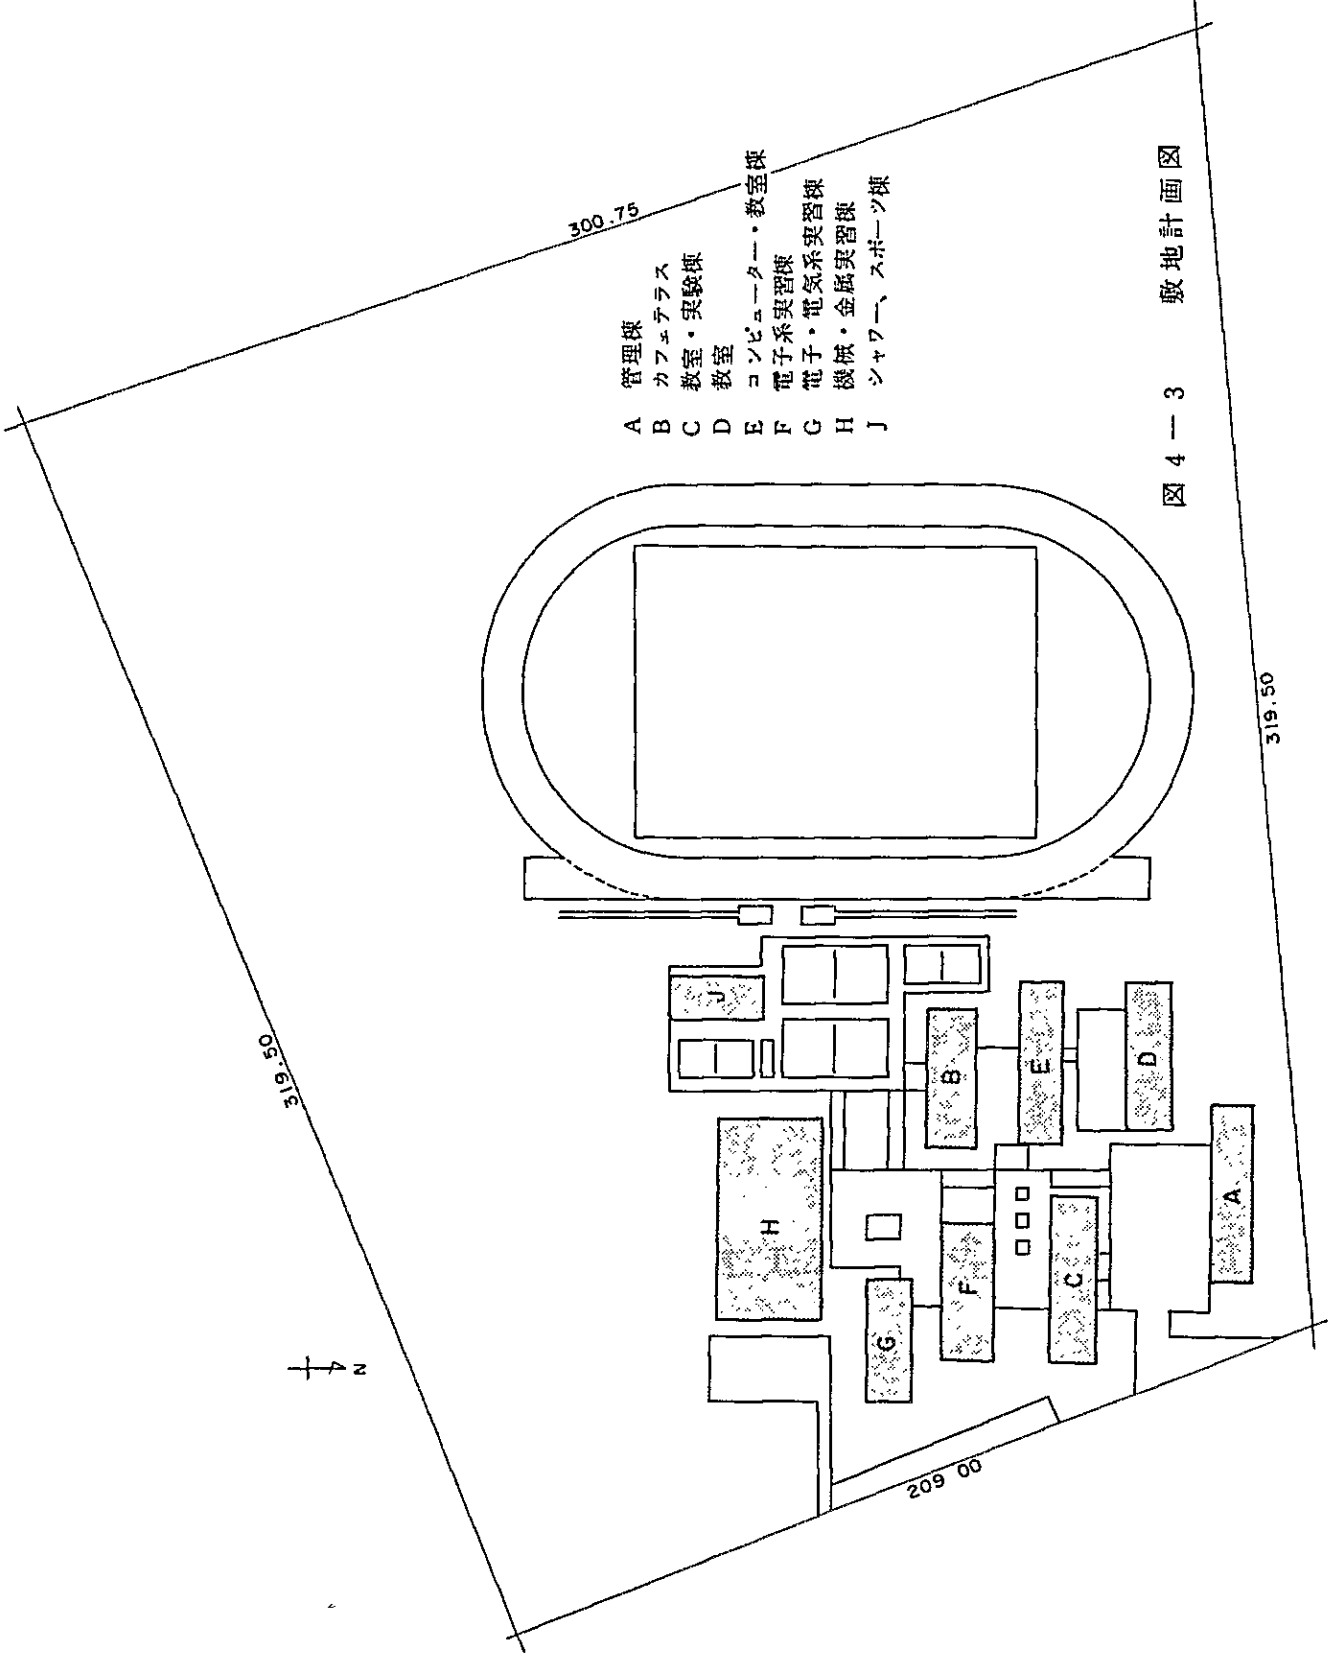 319.50
300.75
A 管理棟
B カフェテラス
C 教室・実験棟
D 教室
E コンピューター・教室棟
F 電子系実習棟
G 電子・電気系実習棟
H 機械・金属実習棟
J シャワー、スポーツ棟
J
B
E
D
H
A
F
C
G
N
209 00
319.50
図4-3 敷地計画図